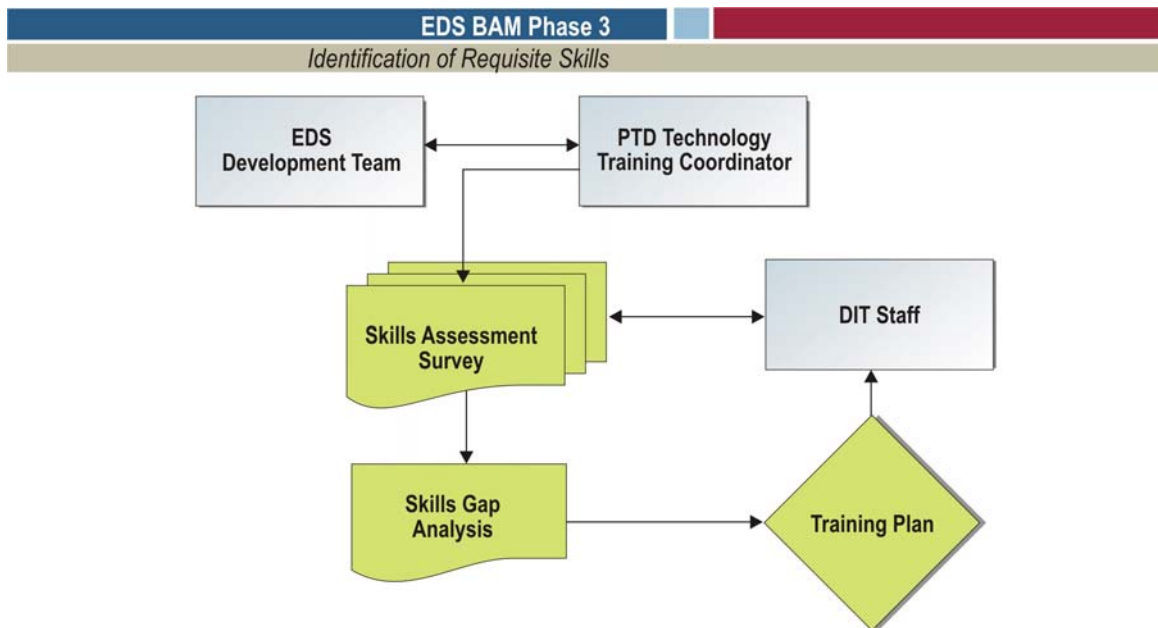 EDS BAM Phase 3
Identification of Requisite Skills
EDS
Development Team
PTD Technology
Training Coordinator
Skills Assessment
Survey
DIT Staff
Skills Gap
Analysis
Training Plan